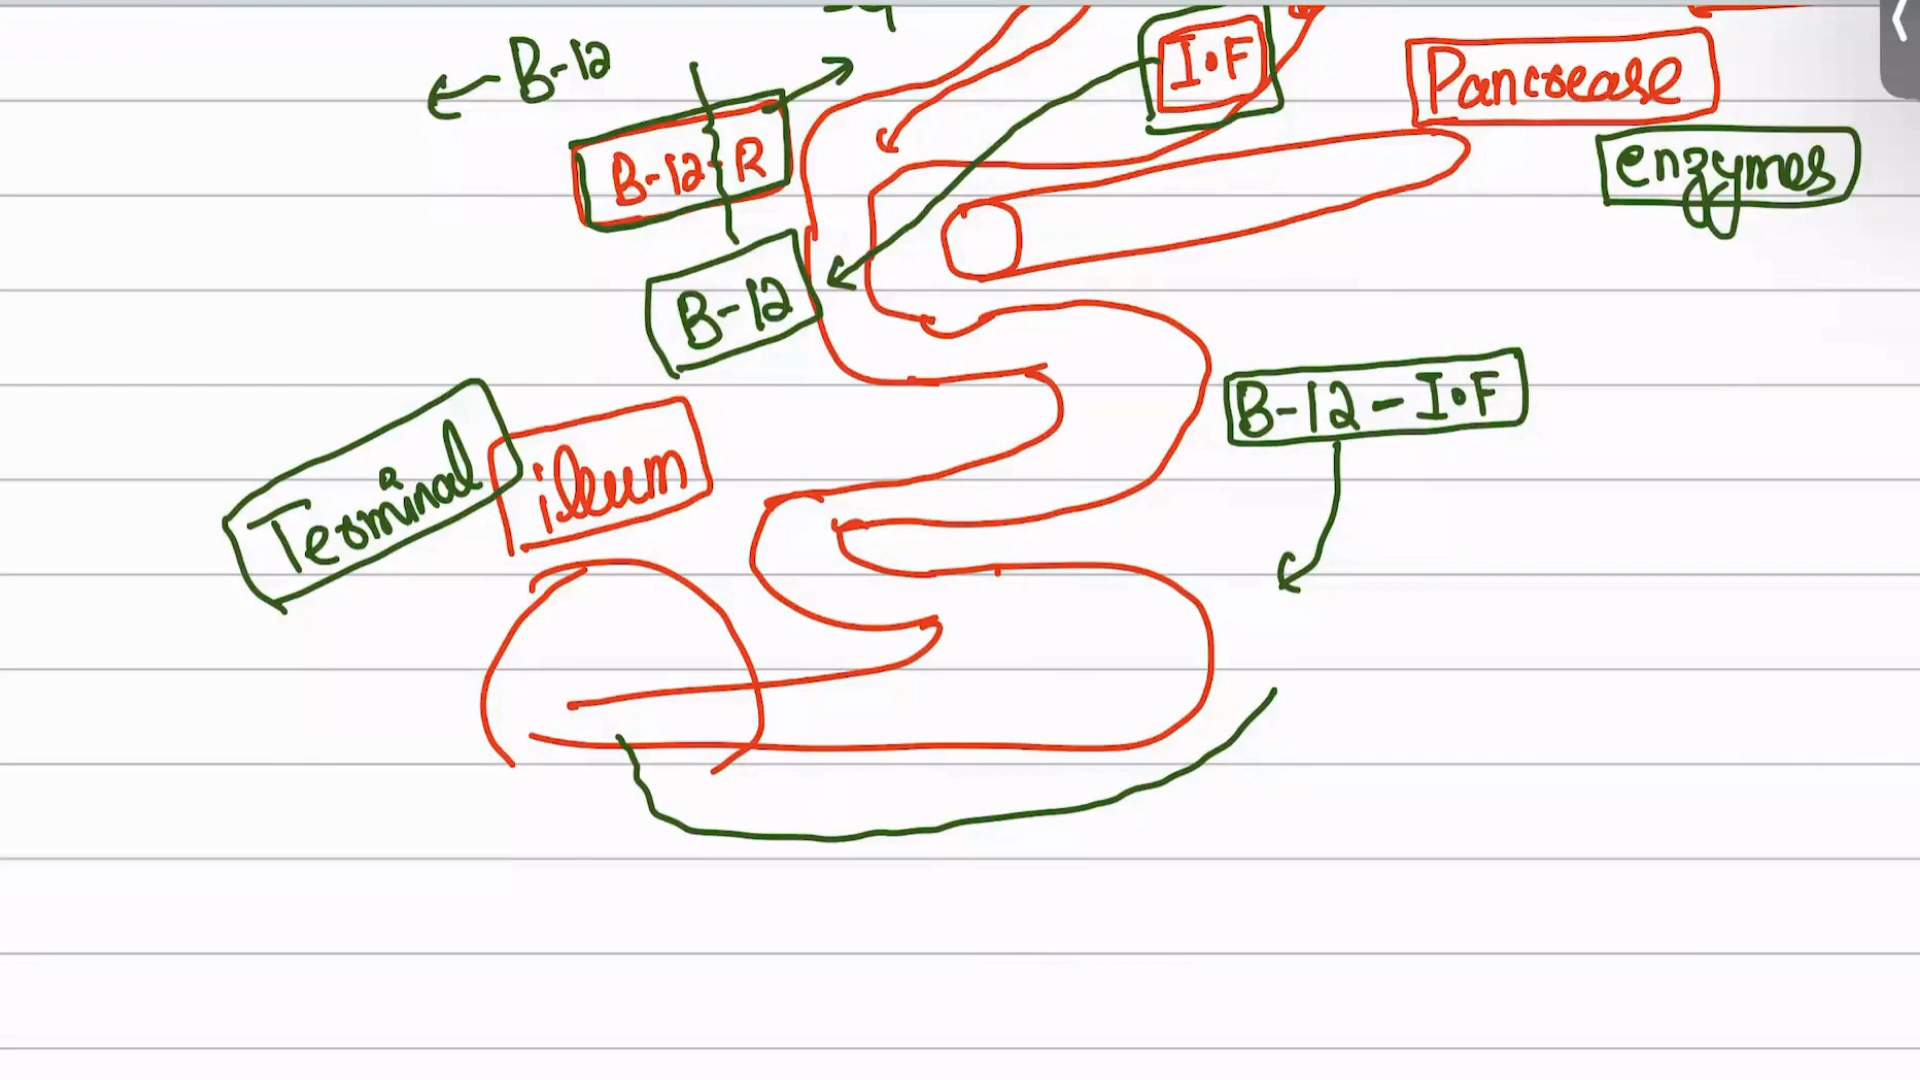 B-12
I.F
Pancrease
B-12 R
enzymes
B-12
B-12-I.F
Terminal ileum